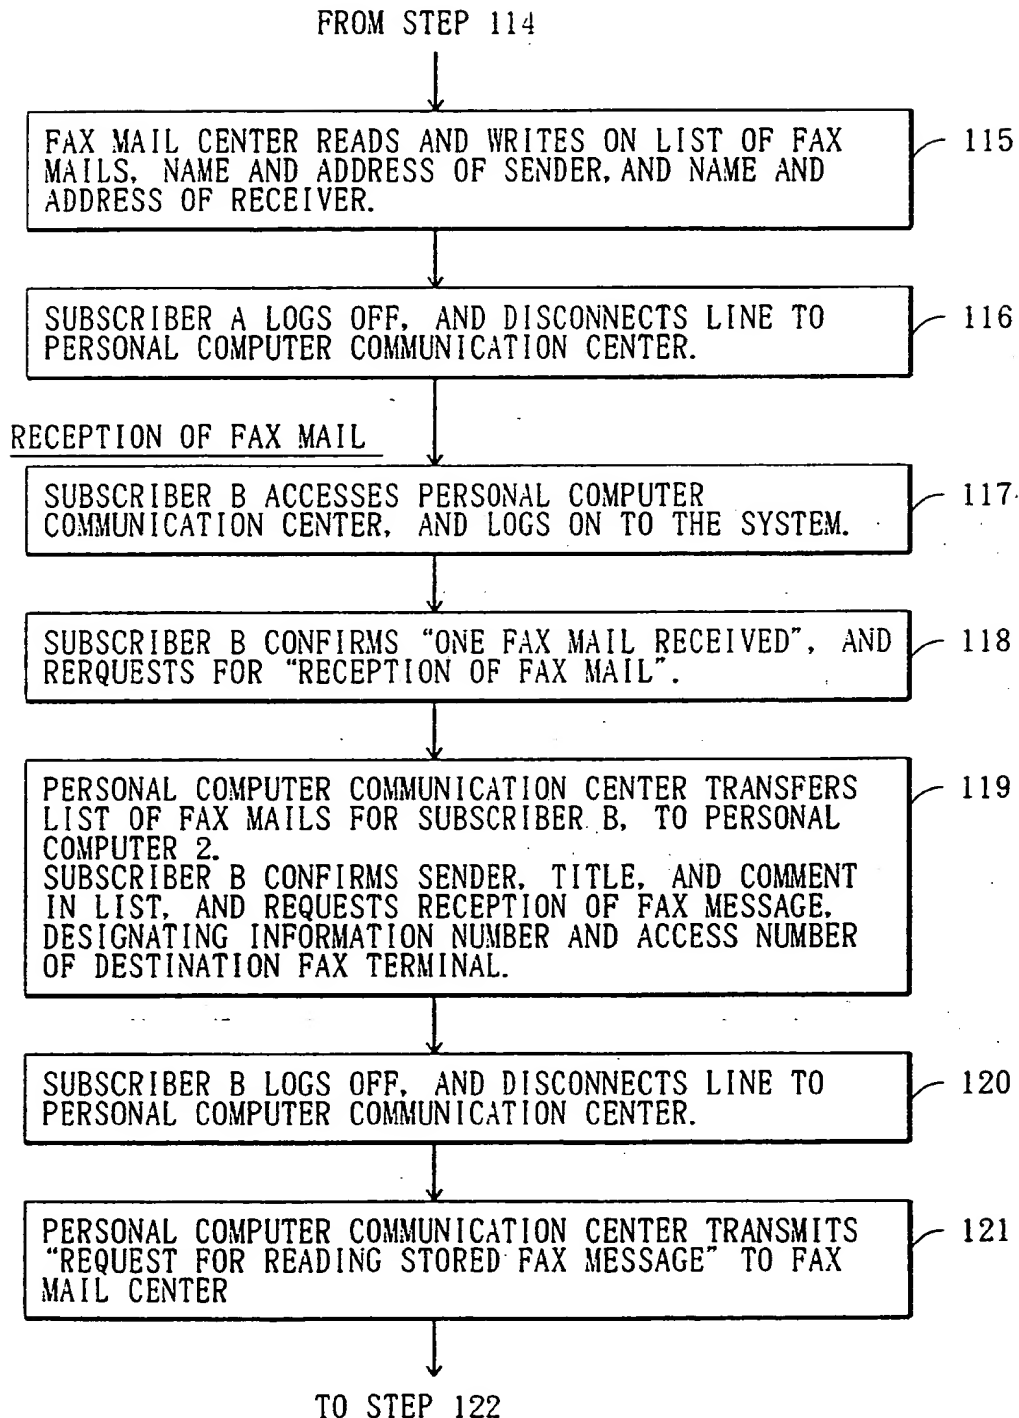 FROM STEP 114
FAX MAIL CENTER READS AND WRITES ON LIST OF FAX
MAILS, NAME AND ADDRESS OF SENDER, AND NAME AND
ADDRESS OF RECEIVER.
115
SUBSCRIBER A LOGS OFF, AND DISCONNECTS LINE TO
PERSONAL COMPUTER COMMUNICATION CENTER.
116
RECEPTION OF FAX MAIL
SUBSCRIBER B ACCESSES PERSONAL COMPUTER
COMMUNICATION CENTER, AND LOGS ON TO THE SYSTEM.
117
SUBSCRIBER B CONFIRMS “ONE FAX MAIL RECEIVED”, AND
RERQUESTS FOR “RECEPTION OF FAX MAIL”.
118
PERSONAL COMPUTER COMMUNICATION CENTER TRANSFERS
LIST OF FAX MAILS FOR SUBSCRIBER B, TO PERSONAL
COMPUTER 2.
SUBSCRIBER B CONFIRMS SENDER, TITLE, AND COMMENT
IN LIST, AND REQUESTS RECEPTION OF FAX MESSAGE,
DESIGNATING INFORMATION NUMBER AND ACCESS NUMBER
OF DESTINATION FAX TERMINAL.
119
SUBSCRIBER B LOGS OFF, AND DISCONNECTS LINE TO
PERSONAL COMPUTER COMMUNICATION CENTER.
120
PERSONAL COMPUTER COMMUNICATION CENTER TRANSMITS
“REQUEST FOR READING STORED FAX MESSAGE” TO FAX
MAIL CENTER
121
TO STEP 122